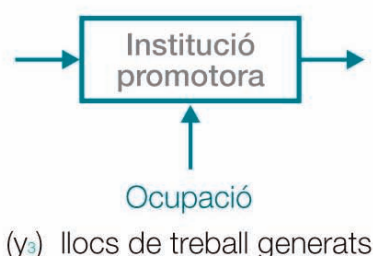 Institució
promotora
Ocupació
(y₃) llocs de treball generats